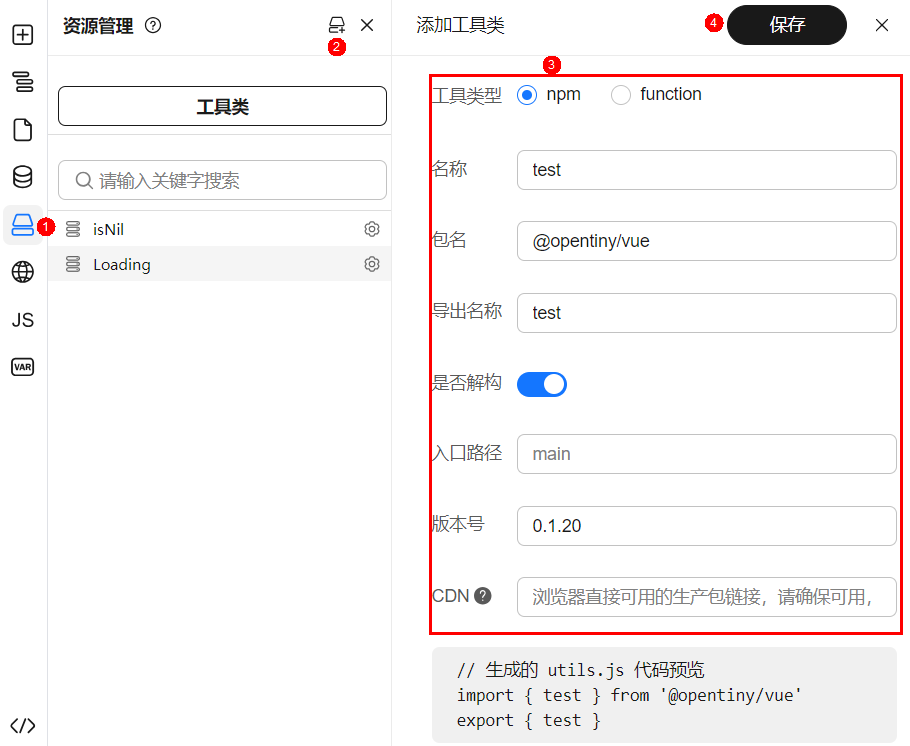 资源管理
2
工具类
请输入关键字搜索
1
isNil
Loading
JS
VAR
添加工具类
4
保存
3
工具类型
npm
function
名称
test
包名
@opentiny/vue
导出名称
test
是否解构
入口路径
main
版本号
0.1.20
CDN
浏览器直接可用的生产包链接，请确保可用，
// 生成的 utils.js 代码预览
import { test } from '@opentiny/vue'
export { test }